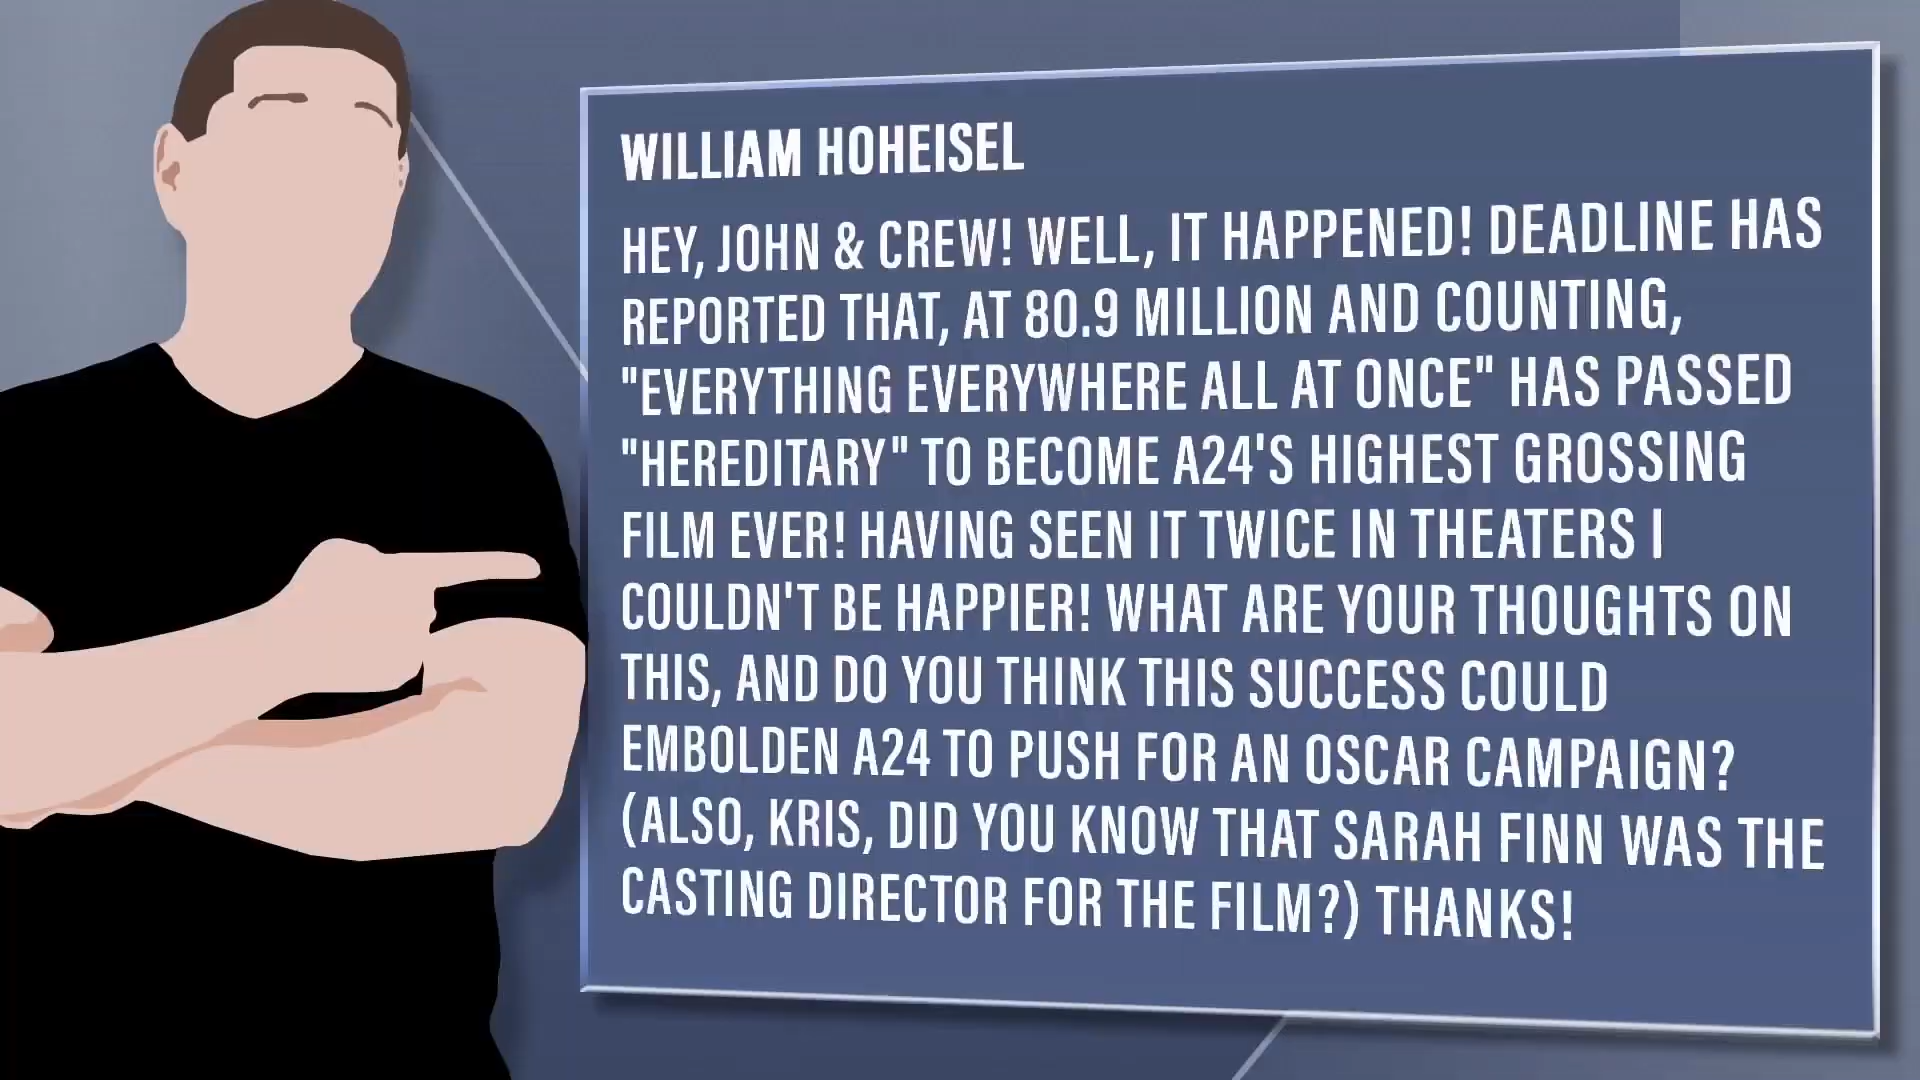 WILLIAM HOHEISEL
HEY, JOHN & CREW! WELL, IT HAPPENED! DEADLINE HAS
REPORTED THAT, AT 80.9 MILLION AND COUNTING,
"EVERYTHING EVERYWHERE ALL AT ONCE" HAS PASSED
"HEREDITARY" TO BECOME A24'S HIGHEST GROSSING
FILM EVER! HAVING SEEN IT TWICE IN THEATERS I
COULDN'T BE HAPPIER! WHAT ARE YOUR THOUGHTS ON
THIS, AND DO YOU THINK THIS SUCCESS COULD
EMBOLDEN A24 TO PUSH FOR AN OSCAR CAMPAIGN?
(ALSO, KRIS, DID YOU KNOW THAT SARAH FINN WAS THE
CASTING DIRECTOR FOR THE FILM?) THANKS!